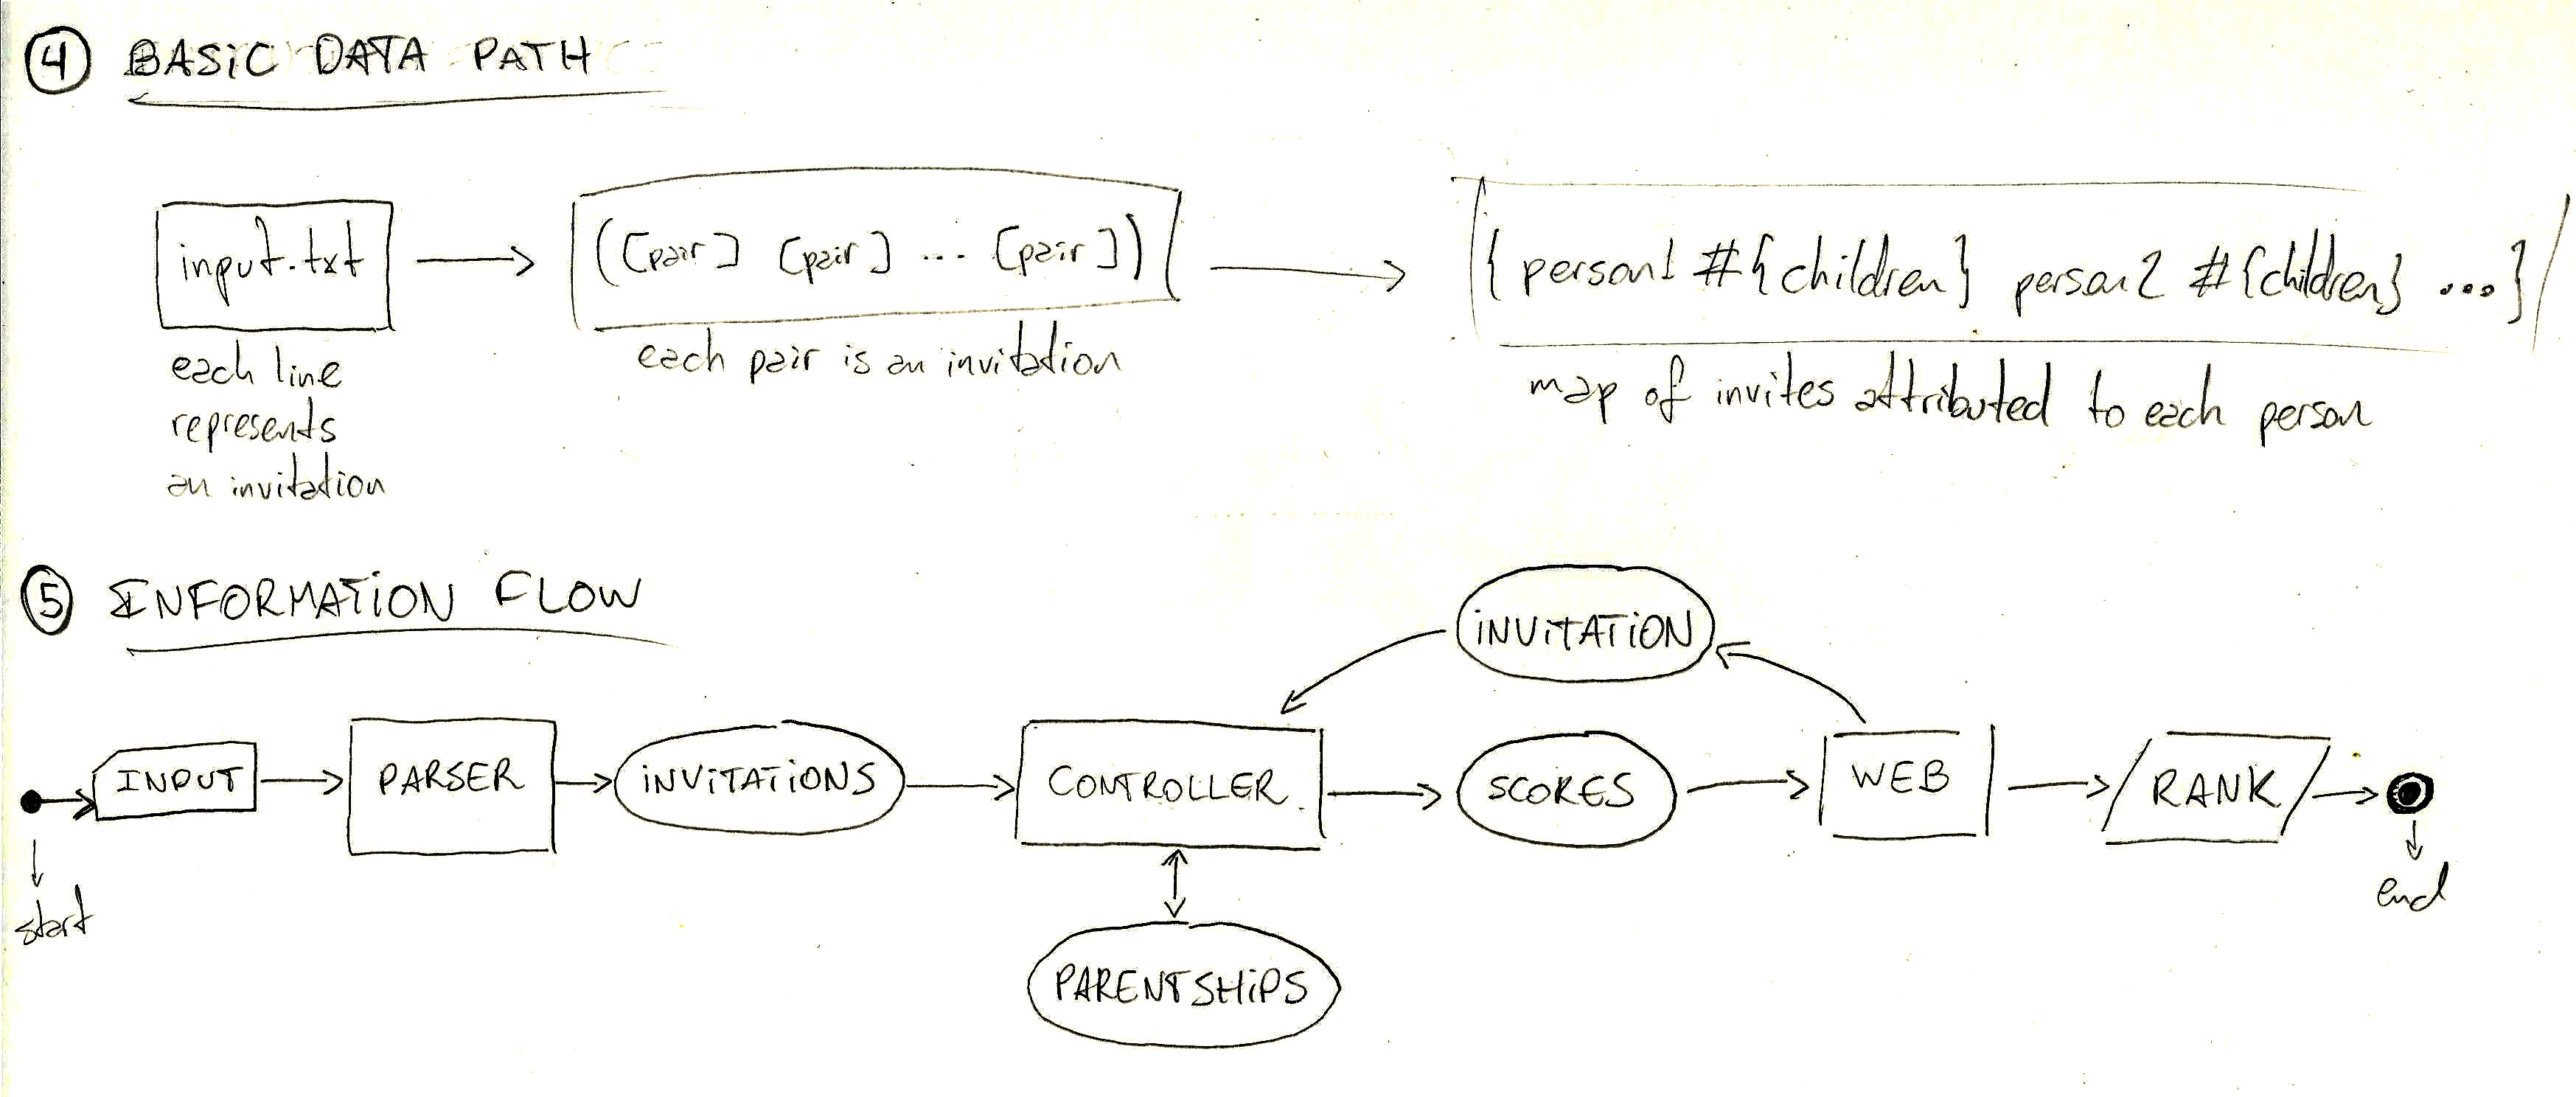 4 BASiC DATA PATH
input.txt
([pair] [pair] ... [pair])
{ person1 #{children} person2 #{children} ...}
each line
represents
an invitation
each pair is an invitation
map of invites attributed to each person
5 INFORMATiON FLOW
iNViTATiON
INPUT
PARSER
iNViTATiONS
CONTROLLER
SCORES
WEB
RANK
start
end
PARENTSHiPS